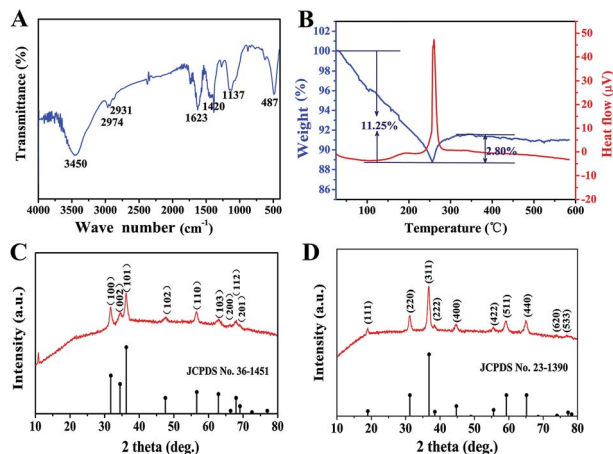 A
Transmittance (%)
3450
2974
2931
1623
1420
1137
487
4000 3500 3000 2500 2000 1500 1000 500
Wave number (cm-1)
B
Weight (%)
100
98
96
94
92
90
88
86
11.25%
2.80%
50
40
30
20
10
0
-10
-20
Heat flow (μV)
0 100 200 300 400 500 600
Temperature (℃)
C
Intensity (a.u.)
(100)
(002)
(101)
(102)
(110)
(103)
(200)
(112)
(201)
JCPDS No. 36-1451
10 20 30 40 50 60 70 80
2 theta (deg.)
D
Intensity (a.u.)
(111)
(220)
(311)
(222)
(400)
(422)
(511)
(440)
(620)
(533)
JCPDS No. 23-1390
10 20 30 40 50 60 70 80
2 theta (deg.)